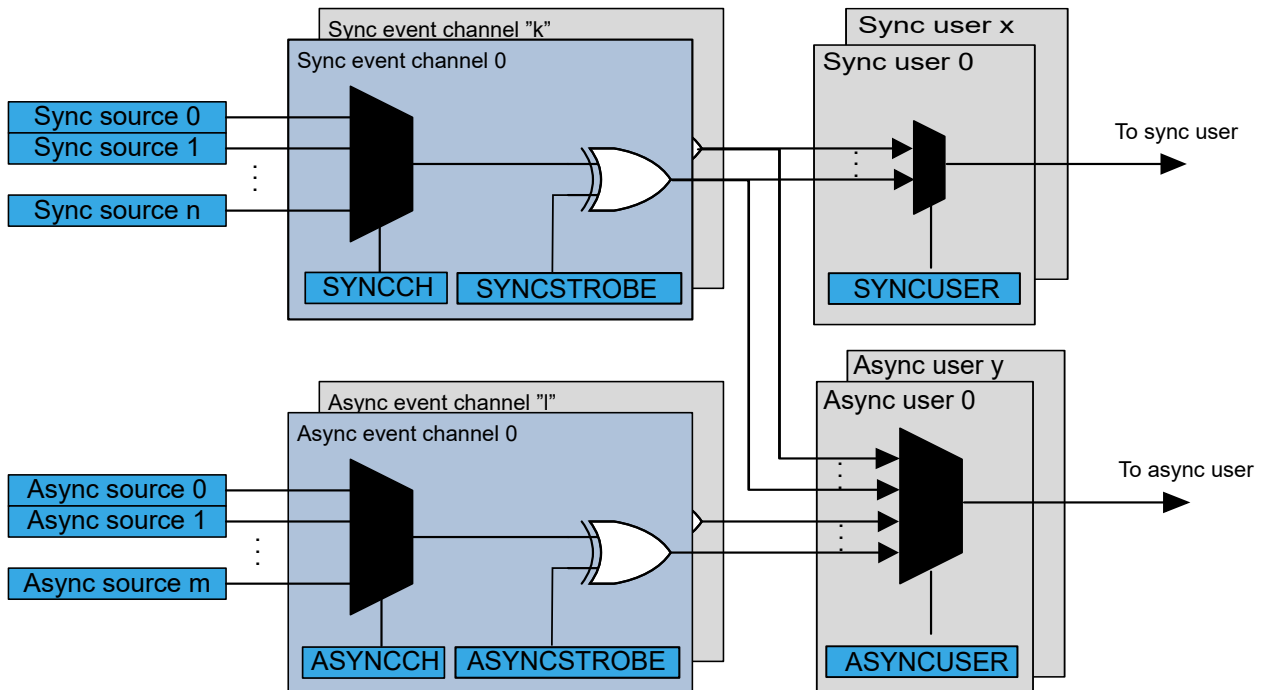 Sync event channel ”k”
Sync event channel 0
Sync source 0
Sync source 1
Sync source n
SYNCCH
SYNCSTROBE
Sync user x
Sync user 0
SYNCUSER
To sync user
Async event channel ”l”
Async event channel 0
Async source 0
Async source 1
Async source m
ASYNCCH
ASYNCSTROBE
Async user y
Async user 0
ASYNCUSER
To async user